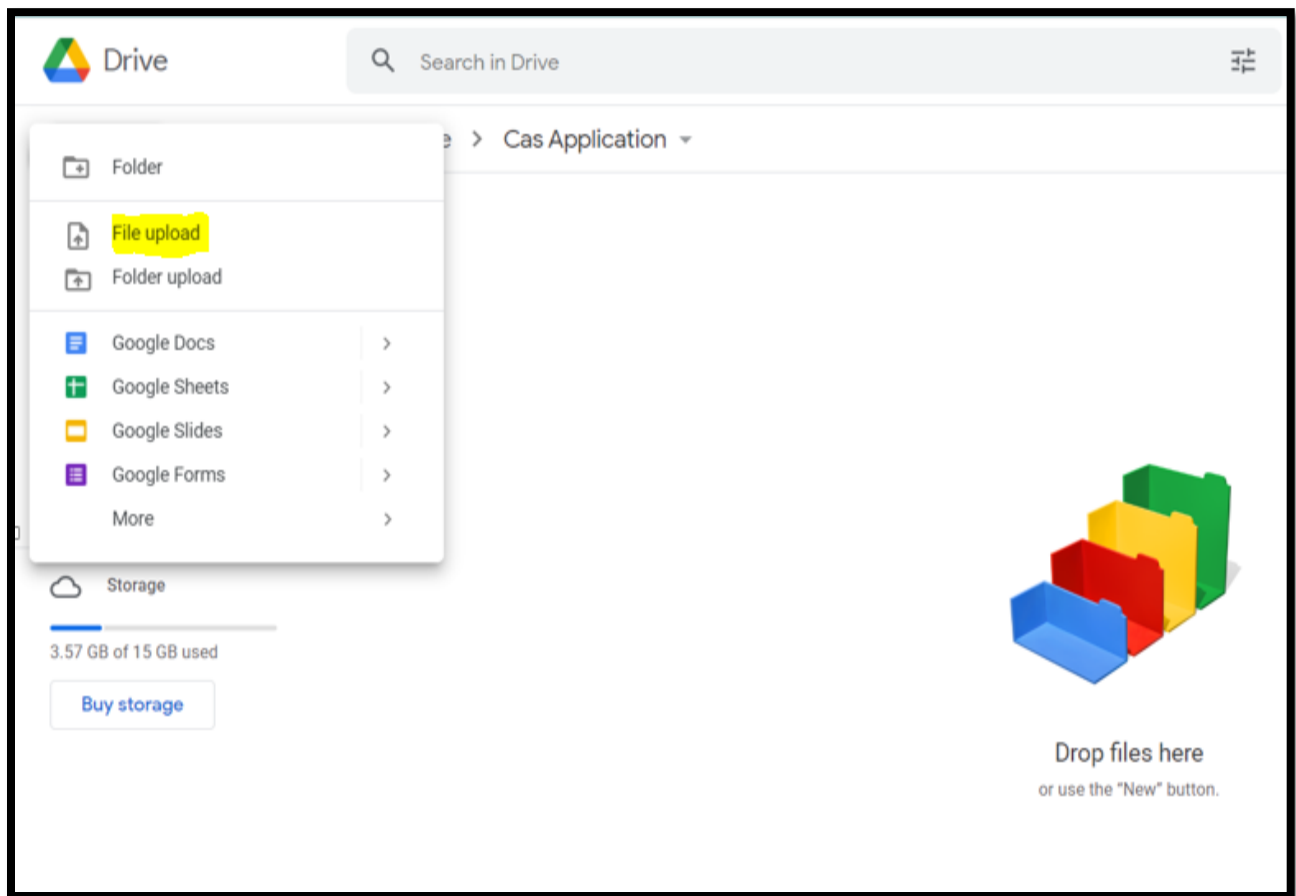 Drive
Search in Drive
e > Cas Application
Folder
File upload
Folder upload
Google Docs
Google Sheets
Google Slides
Google Forms
More
Storage
3.57 GB of 15 GB used
Buy storage
Drop files here
or use the "New" button.